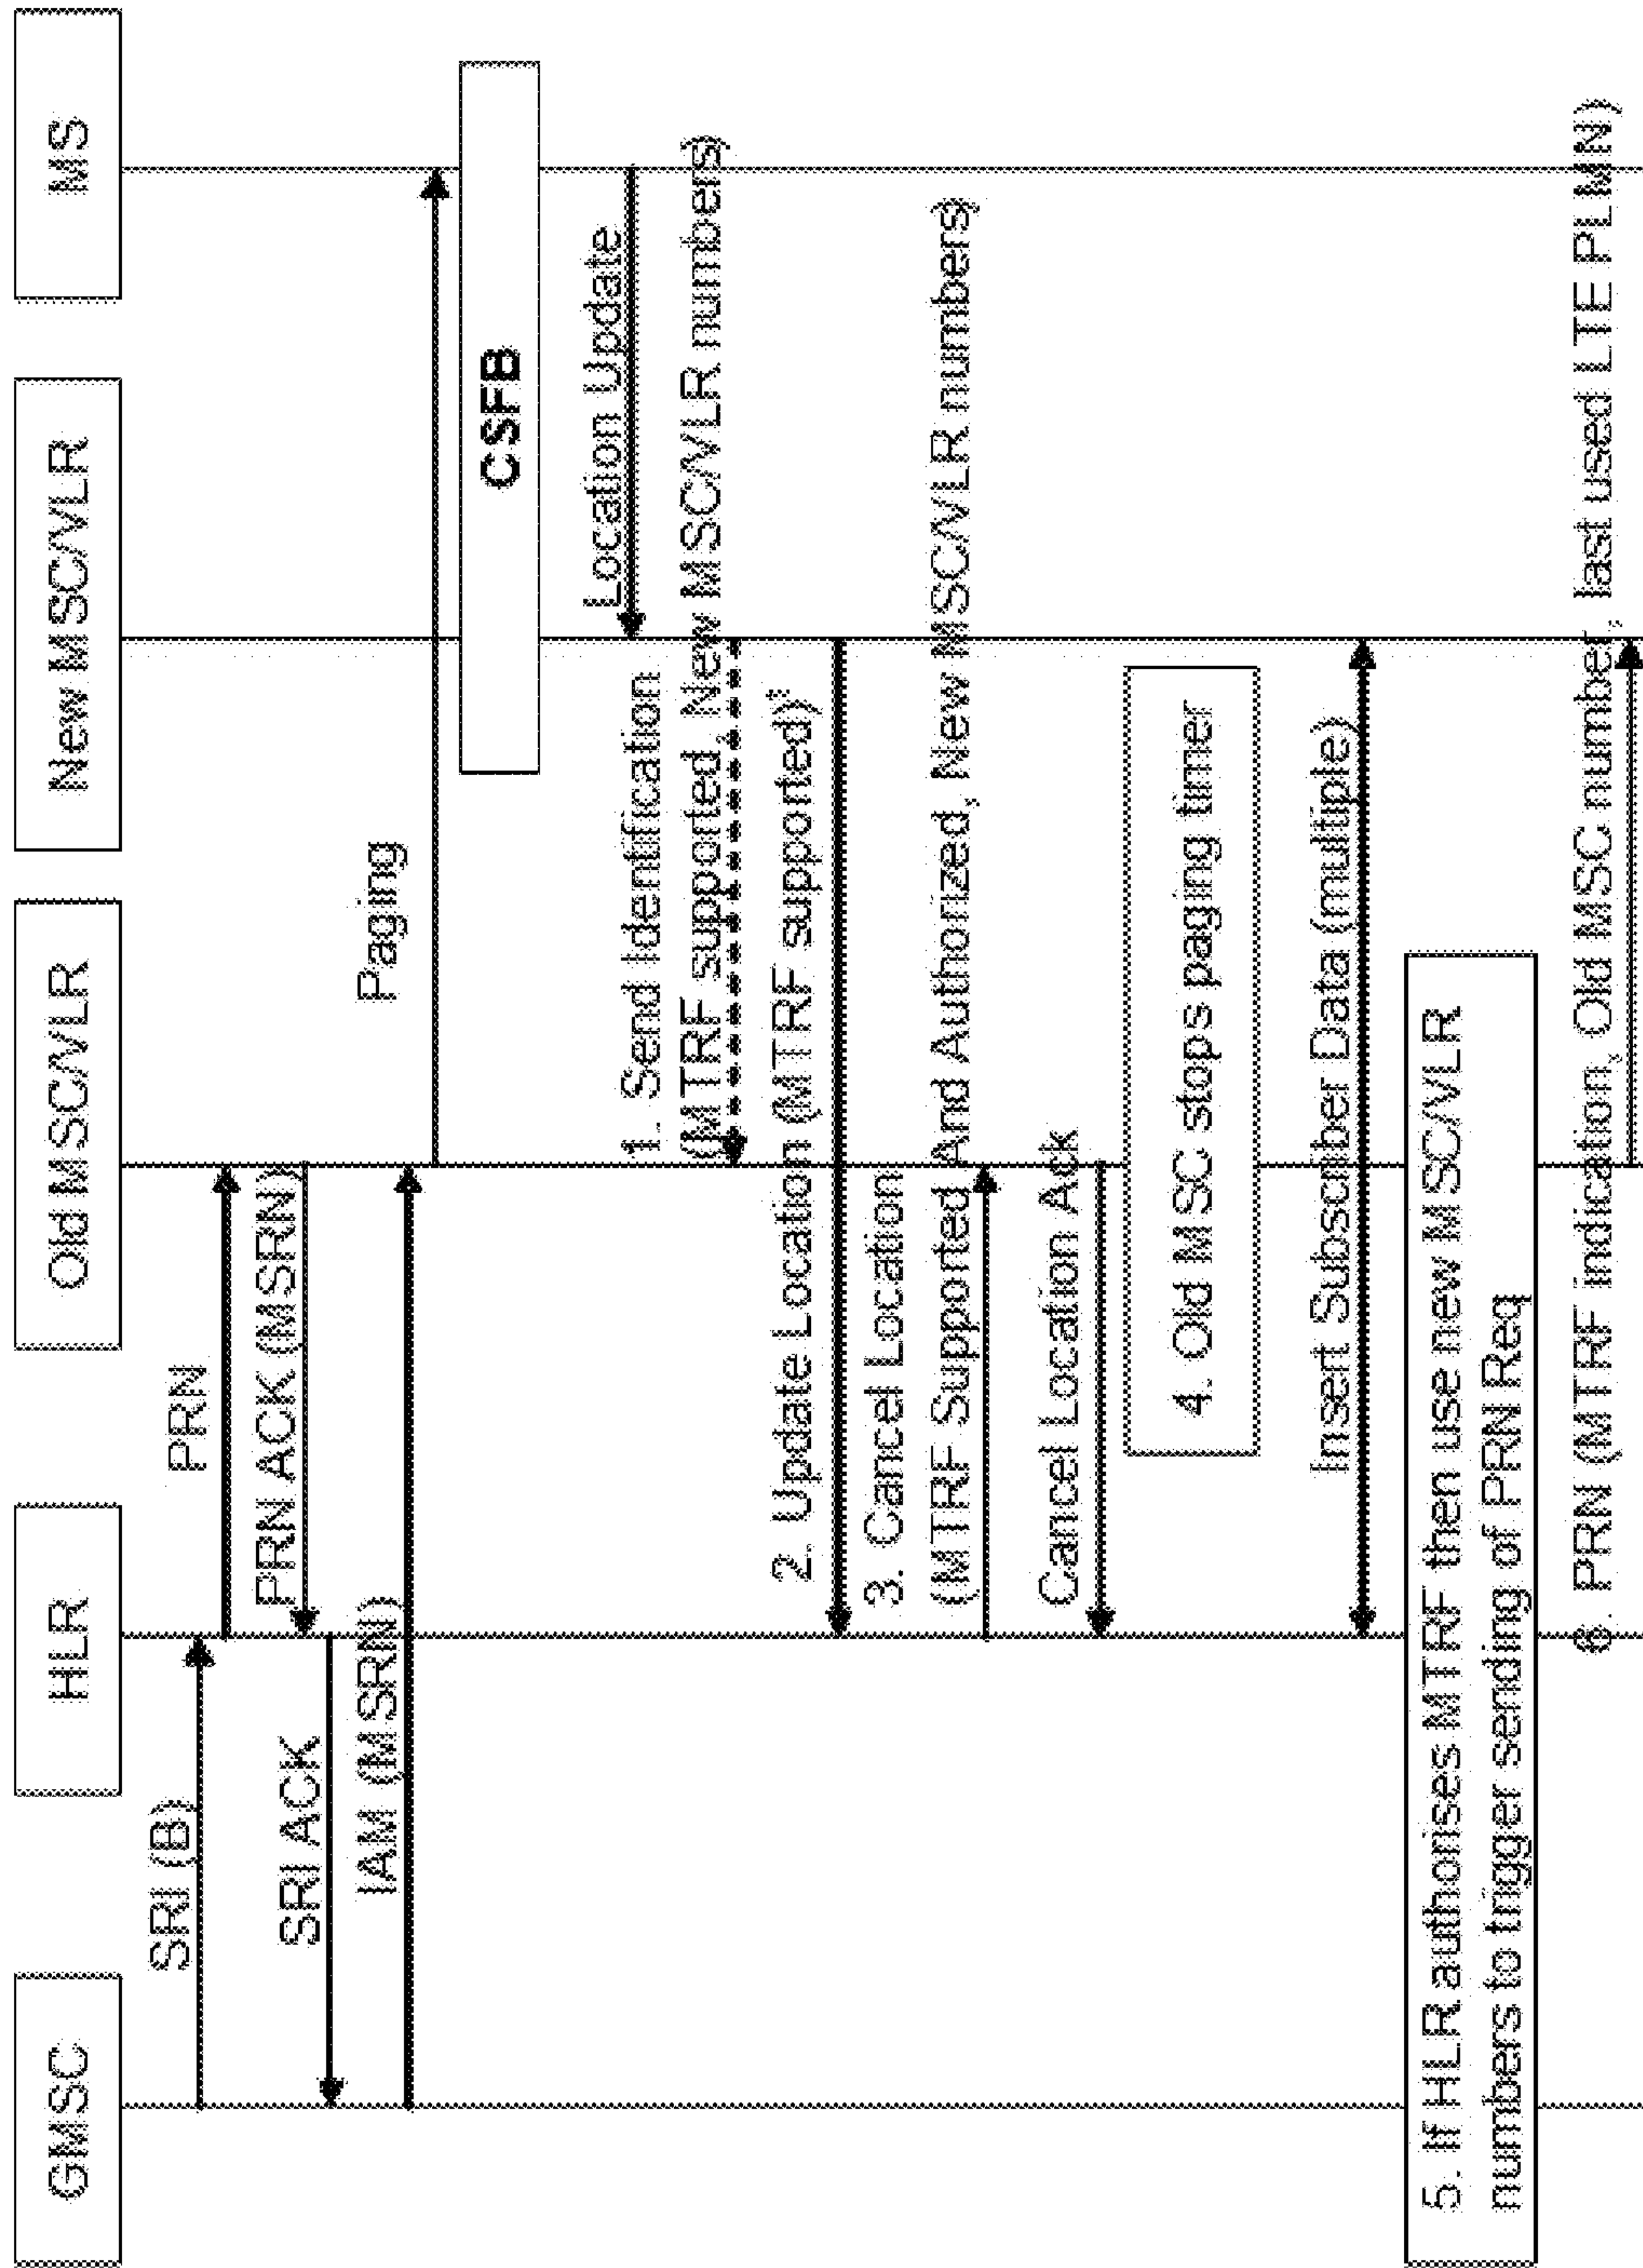 GMSC
HLR
Old MSC/VLR
New MSC/VLR
MS
SRI (B)
PRN
PRN ACK (MSRN)
SRI ACK
IAM (MSRN)
Paging
CSFB
Location Update
1. Send Identification
(MTRF supported, New MSC/VLR numbers)
2. Update Location (MTRF supported)
3. Cancel Location
(MTRF Supported And Authorized, New MSC/VLR numbers)
Cancel Location Ack
4. Old MSC stops paging timer
Insert Subscriber Data (multiple)
5. If HLR authorises MTRF then use new MSC/VLR
numbers to trigger sending of PRN Req
6. PRN (MTRF indication, Old MSC number, last used LTE PLMN)